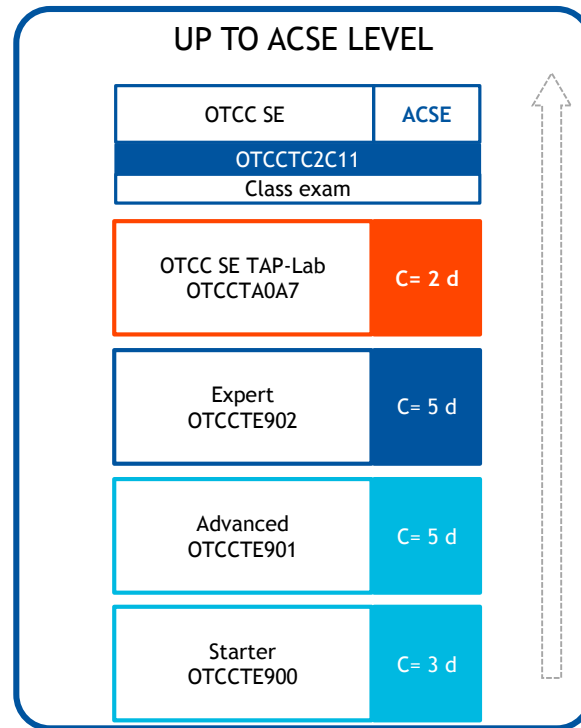 UP TO ACSE LEVEL
OTCC SE
ACSE
OTCCTC2C11
Class exam
OTCC SE TAP-Lab
OTCCTA0A7
C= 2 d
Expert
OTCCTE902
C= 5 d
Advanced
OTCCTE901
C= 5 d
Starter
OTCCTE900
C= 3 d